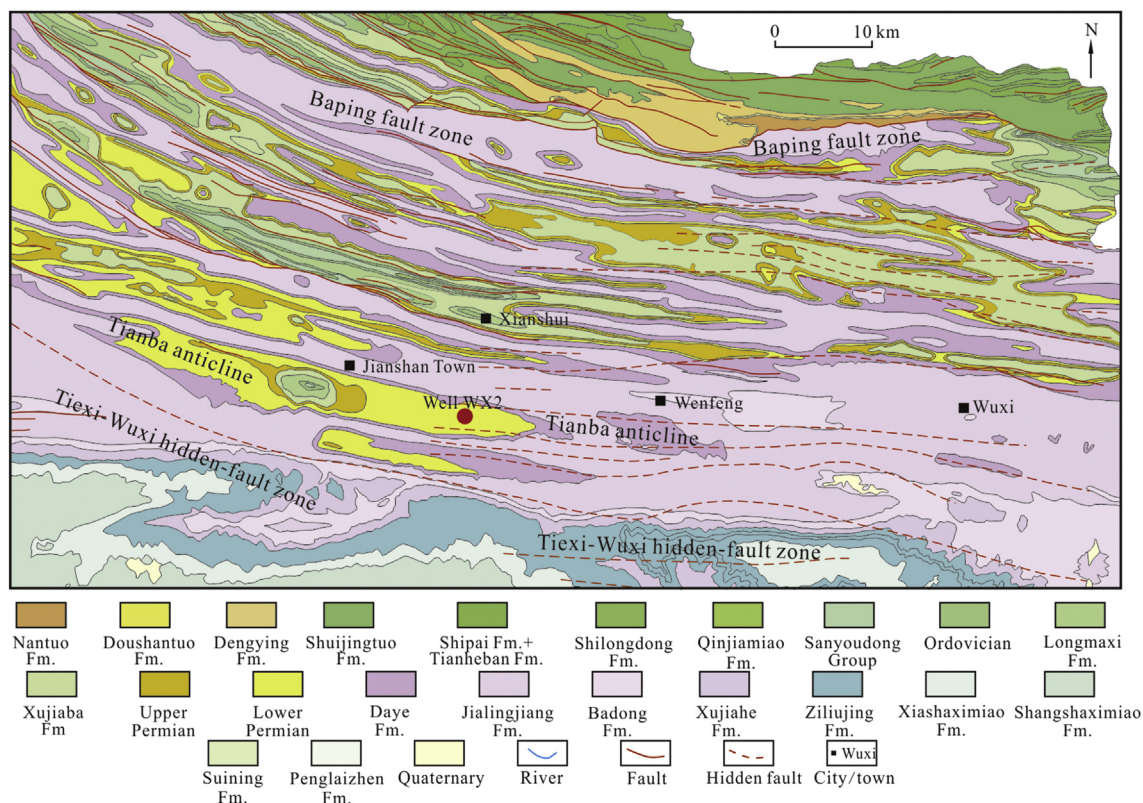 0 10 km
N
Baping fault zone
Baping fault zone
Xianshui
Tianba anticline
Jianshan Town
Well WX2
Wenfeng
Wuxi
Tianba anticline
Tiexi-Wuxi hidden-fault zone
Tiexi-Wuxi hidden-fault zone
Nantuo Fm.
Doushantuo Fm.
Dengying Fm.
Shuijingtuo Fm.
Shipai Fm.+
Tianheban Fm.
Shilongdong Fm.
Qinjiamiao Fm.
Sanyoudong Group
Ordovician
Longmaxi Fm.
Xujiaba Fm
Upper Permian
Lower Permian
Daye Fm.
Jialingjiang Fm.
Badong Fm.
Xujiahe Fm.
Ziliujing Fm.
Xiashaximiao Fm.
Shangshaximiao Fm.
Suining Fm.
Penglaizhen Fm.
Quaternary
River
Fault
Hidden fault
Wuxi
City/town